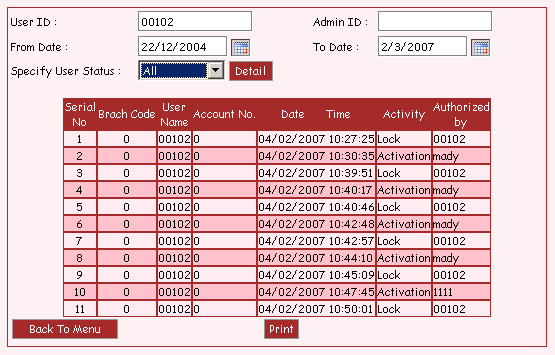 User ID : 00102 Admin ID :
From Date : 22/12/2004 To Date : 2/3/2007
Specify User Status : All Detail
Serial No Brach Code User Name Account No. Date Time Activity Authorized by
1 0 00102 0 04/02/2007 10:27:25 Lock 00102
2 0 00102 0 04/02/2007 10:30:35 Activation mady
3 0 00102 0 04/02/2007 10:39:51 Lock 00102
4 0 00102 0 04/02/2007 10:40:17 Activation mady
5 0 00102 0 04/02/2007 10:40:46 Lock 00102
6 0 00102 0 04/02/2007 10:42:48 Activation mady
7 0 00102 0 04/02/2007 10:42:57 Lock 00102
8 0 00102 0 04/02/2007 10:44:10 Activation mady
9 0 00102 0 04/02/2007 10:45:09 Lock 00102
10 0 00102 0 04/02/2007 10:47:45 Activation 1111
11 0 00102 0 04/02/2007 10:50:01 Lock 00102
Back To Menu Print